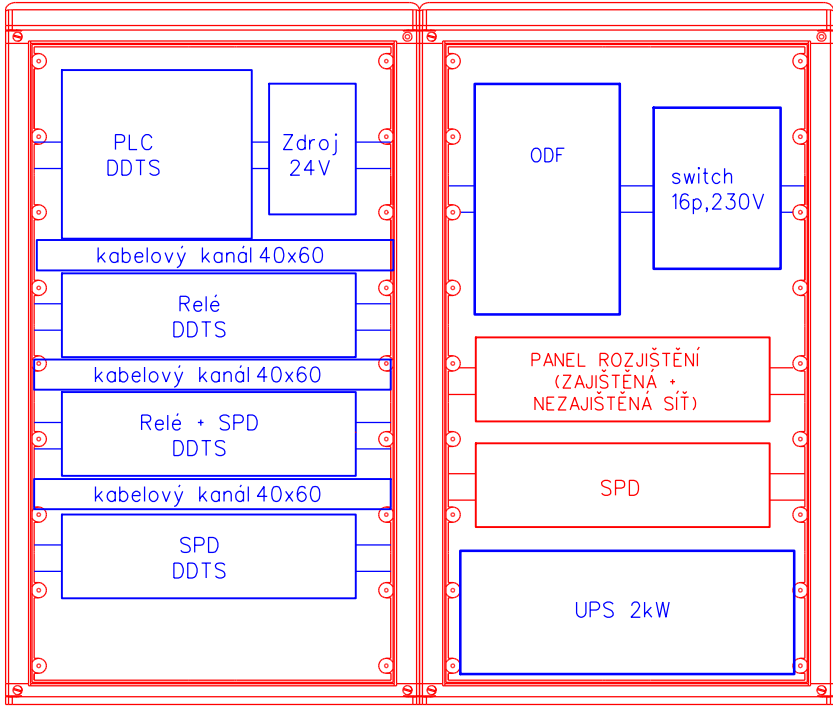 PLC
DDTS
Zdroj
24V
kabelový kanál 40x60
Relé
DDTS
kabelový kanál 40x60
Relé + SPD
DDTS
kabelový kanál 40x60
SPD
DDTS
ODF
switch
16p,230V
PANEL ROZJIŠTĚNÍ
(ZAJIŠTĚNÁ +
NEZAJIŠTĚNÁ SÍŤ)
SPD
UPS 2kW